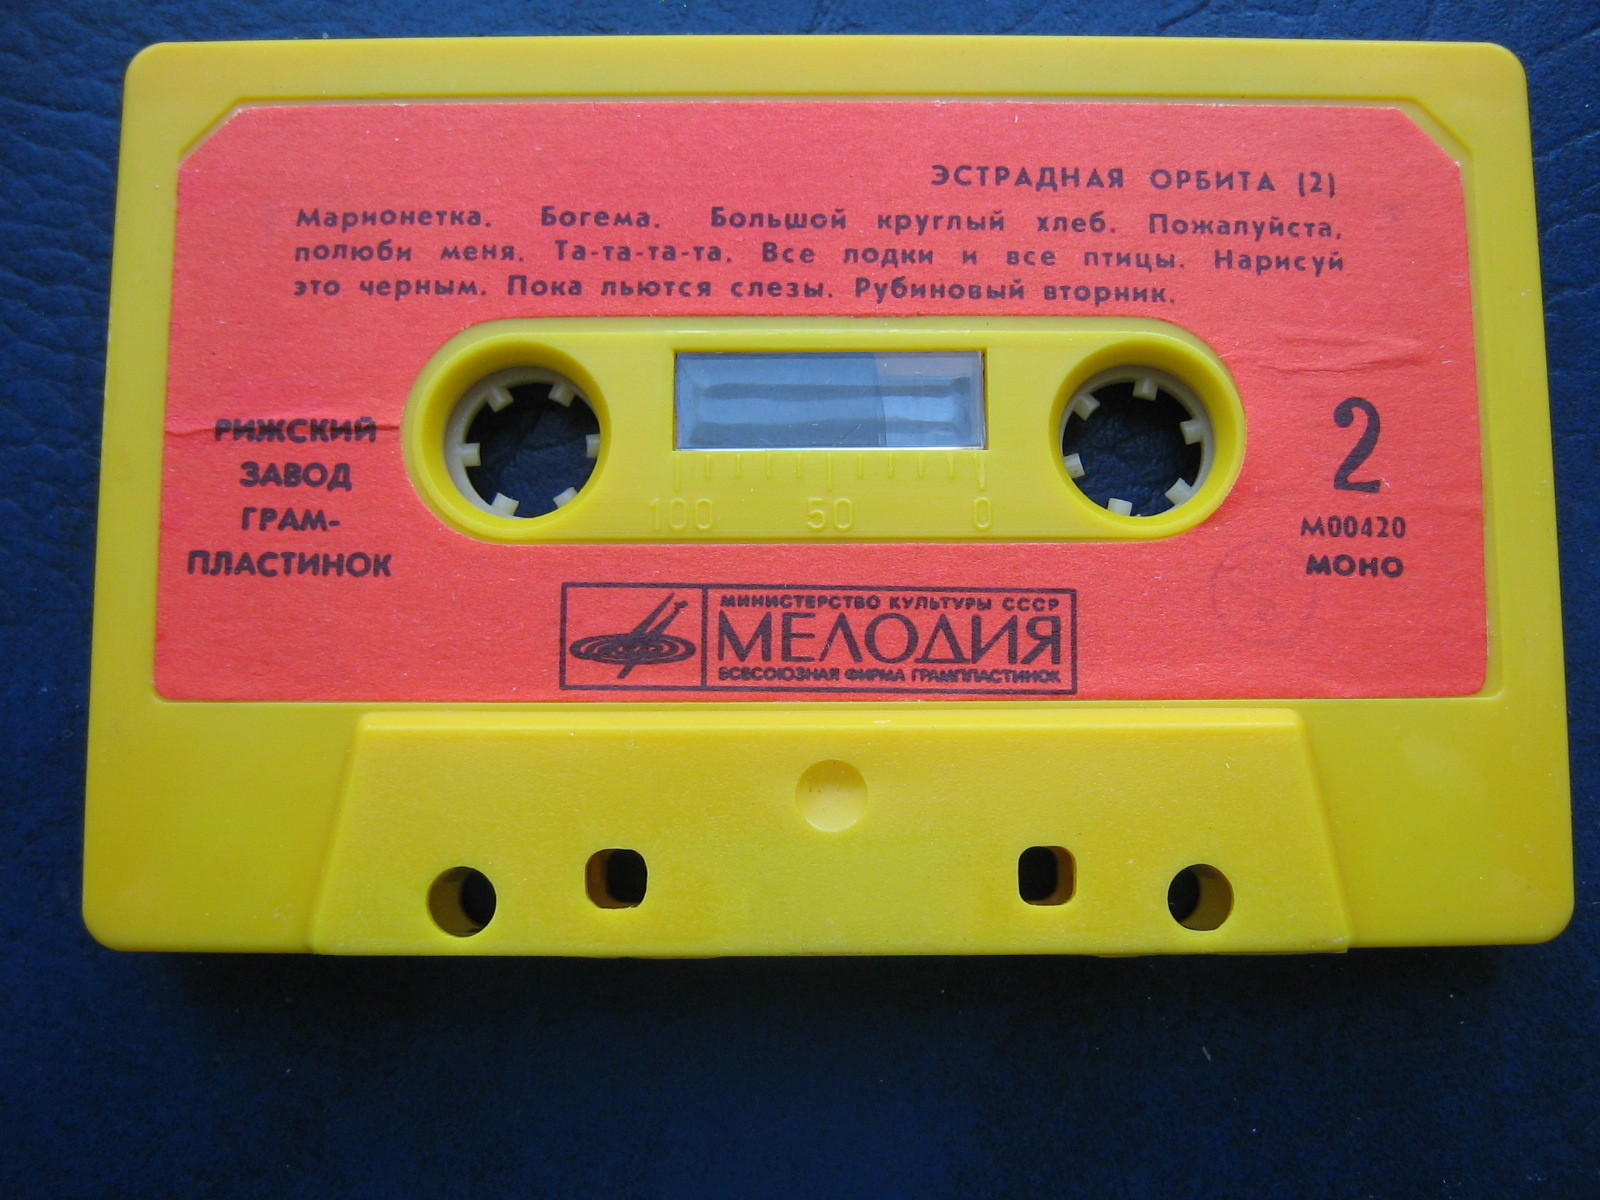 ЭСТРАДНАЯ ОРБИТА (2)
Марионетка. Богема. Большой круглый хлеб. Пожалуйста,
полюби меня. Та-та-та-та. Все лодки и все птицы. Нарисуй
это черным. Пока льются слезы. Рубиновый вторник.
РИЖСКИЙ
ЗАВОД
ГРАМ-
ПЛАСТИНОК
100 50 0
2
М00420
МОНО
МИНИСТЕРСТВО КУЛЬТУРЫ СССР
МЕЛОДИЯ
ВСЕСОЮЗНАЯ ФИРМА ГРАМПЛАСТИНОК